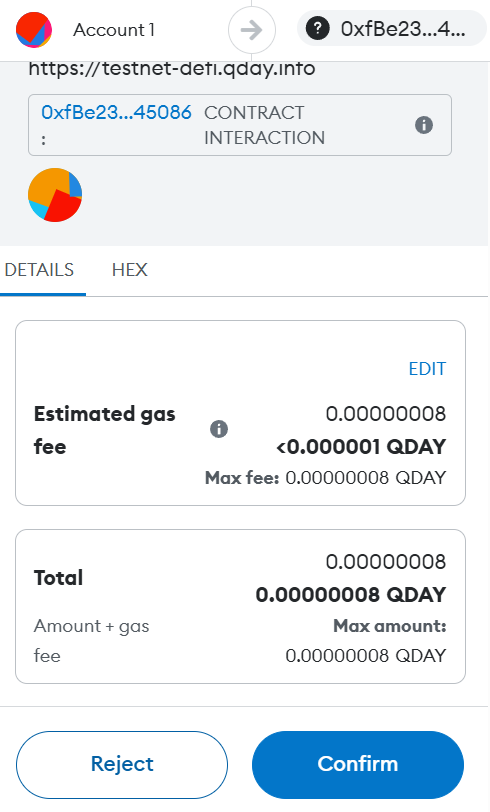 Account 1
0xfBe23...4...
https://testnet-defi.qday.info
0xfBe23...45086 CONTRACT
: INTERACTION
DETAILS HEX
EDIT
Estimated gas 0.00000008
fee <0.000001 QDAY
Max fee: 0.00000008 QDAY
0.00000008
Total 0.00000008 QDAY
Amount + gas Max amount:
fee 0.00000008 QDAY
Reject Confirm